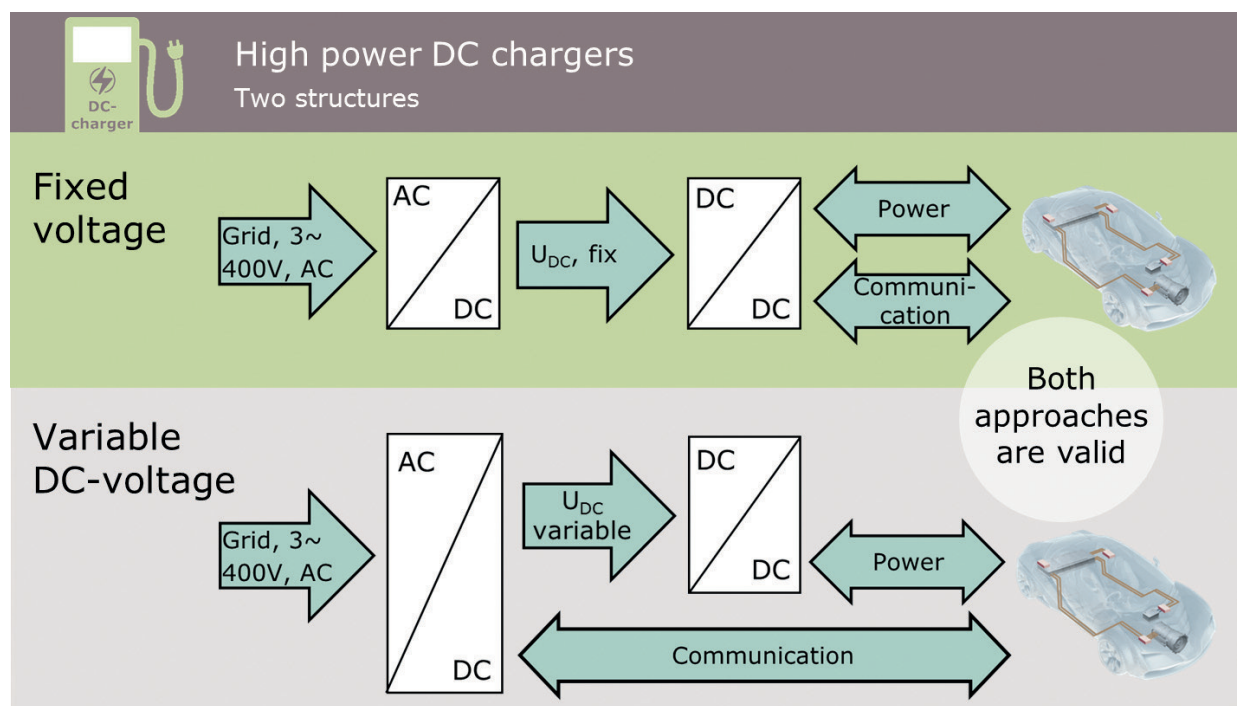 DC-
charger
High power DC chargers
Two structures
Fixed
voltage
Grid, 3~
400V, AC
AC
DC
UDC, fix
DC
DC
Power
Communi-
cation
Both
approaches
are valid
Variable
DC-voltage
Grid, 3~
400V, AC
AC
DC
UDC
variable
DC
DC
Power
Communication